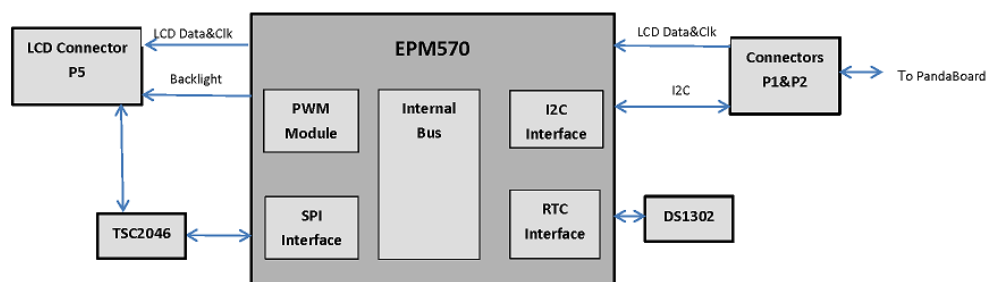 LCD Connector
P5
LCD Data&Clk
Backlight
TSC2046
EPM570
PWM
Module
Internal
Bus
I2C
Interface
SPI
Interface
RTC
Interface
LCD Data&Clk
I2C
Connectors
P1&P2
To PandaBoard
DS1302